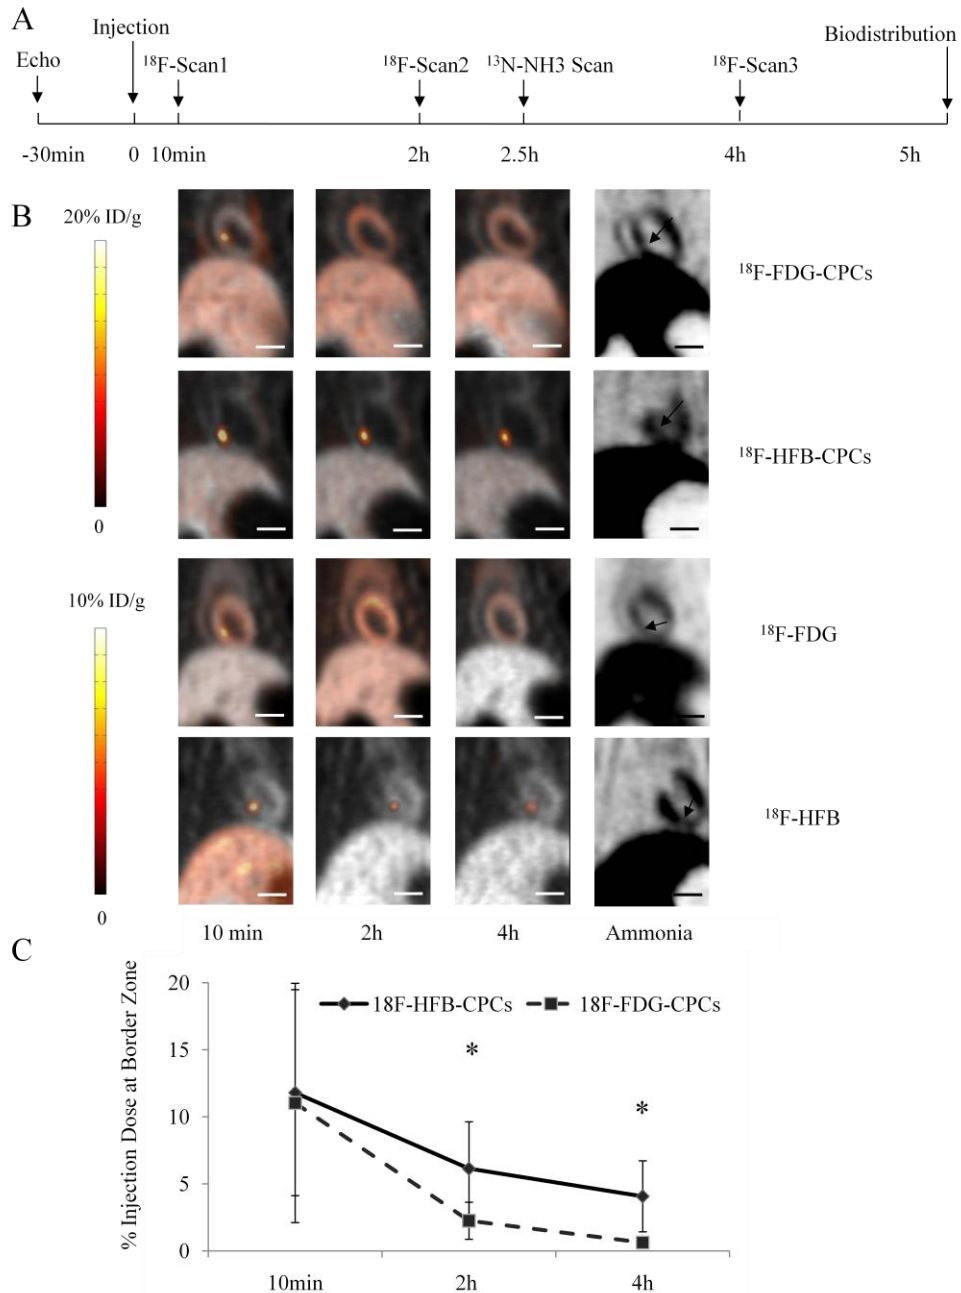 A
Injection
Biodistribution
Echo
18F-Scan1
18F-Scan2
13N-NH3 Scan
18F-Scan3
-30min
0
10min
2h
2.5h
4h
5h
B
20% ID/g
0
18F-FDG-CPCs
18F-HFB-CPCs
10% ID/g
0
18F-FDG
18F-HFB
10 min
2h
4h
Ammonia
C
% Injection Dose at Border Zone
20
15
10
5
0
18F-HFB-CPCs
18F-FDG-CPCs
*
*
10min
2h
4h